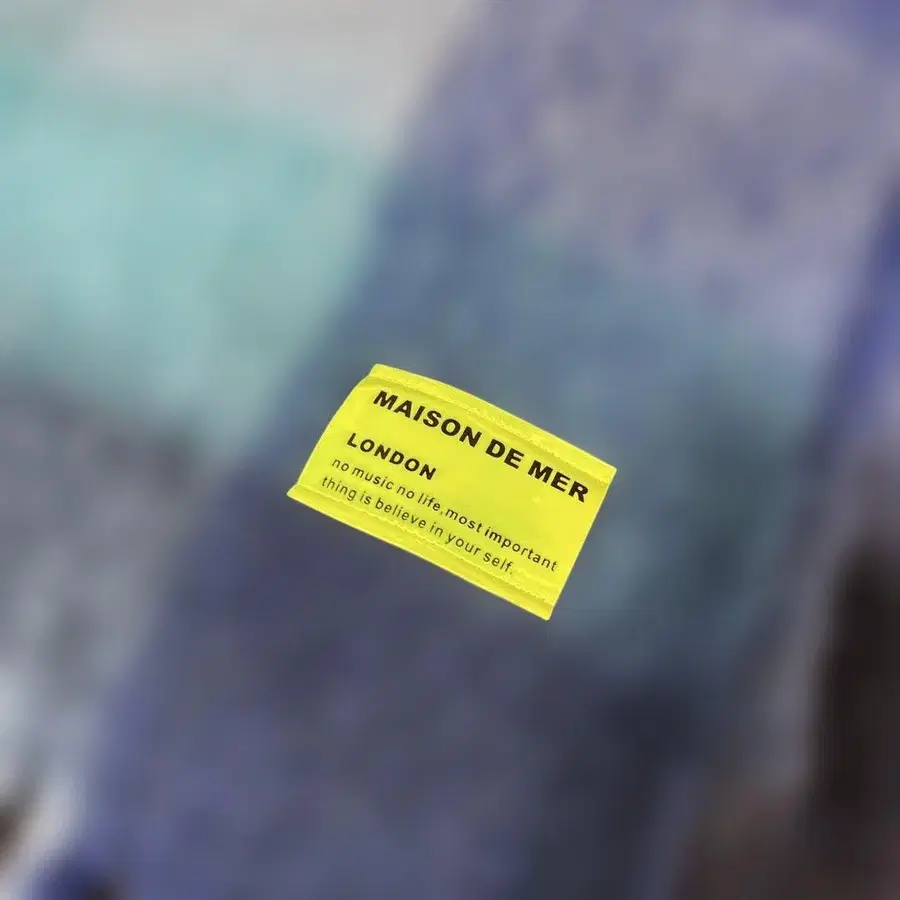 MAISON DE MER
LONDON
no music no life,most important
thing is believe in your self.